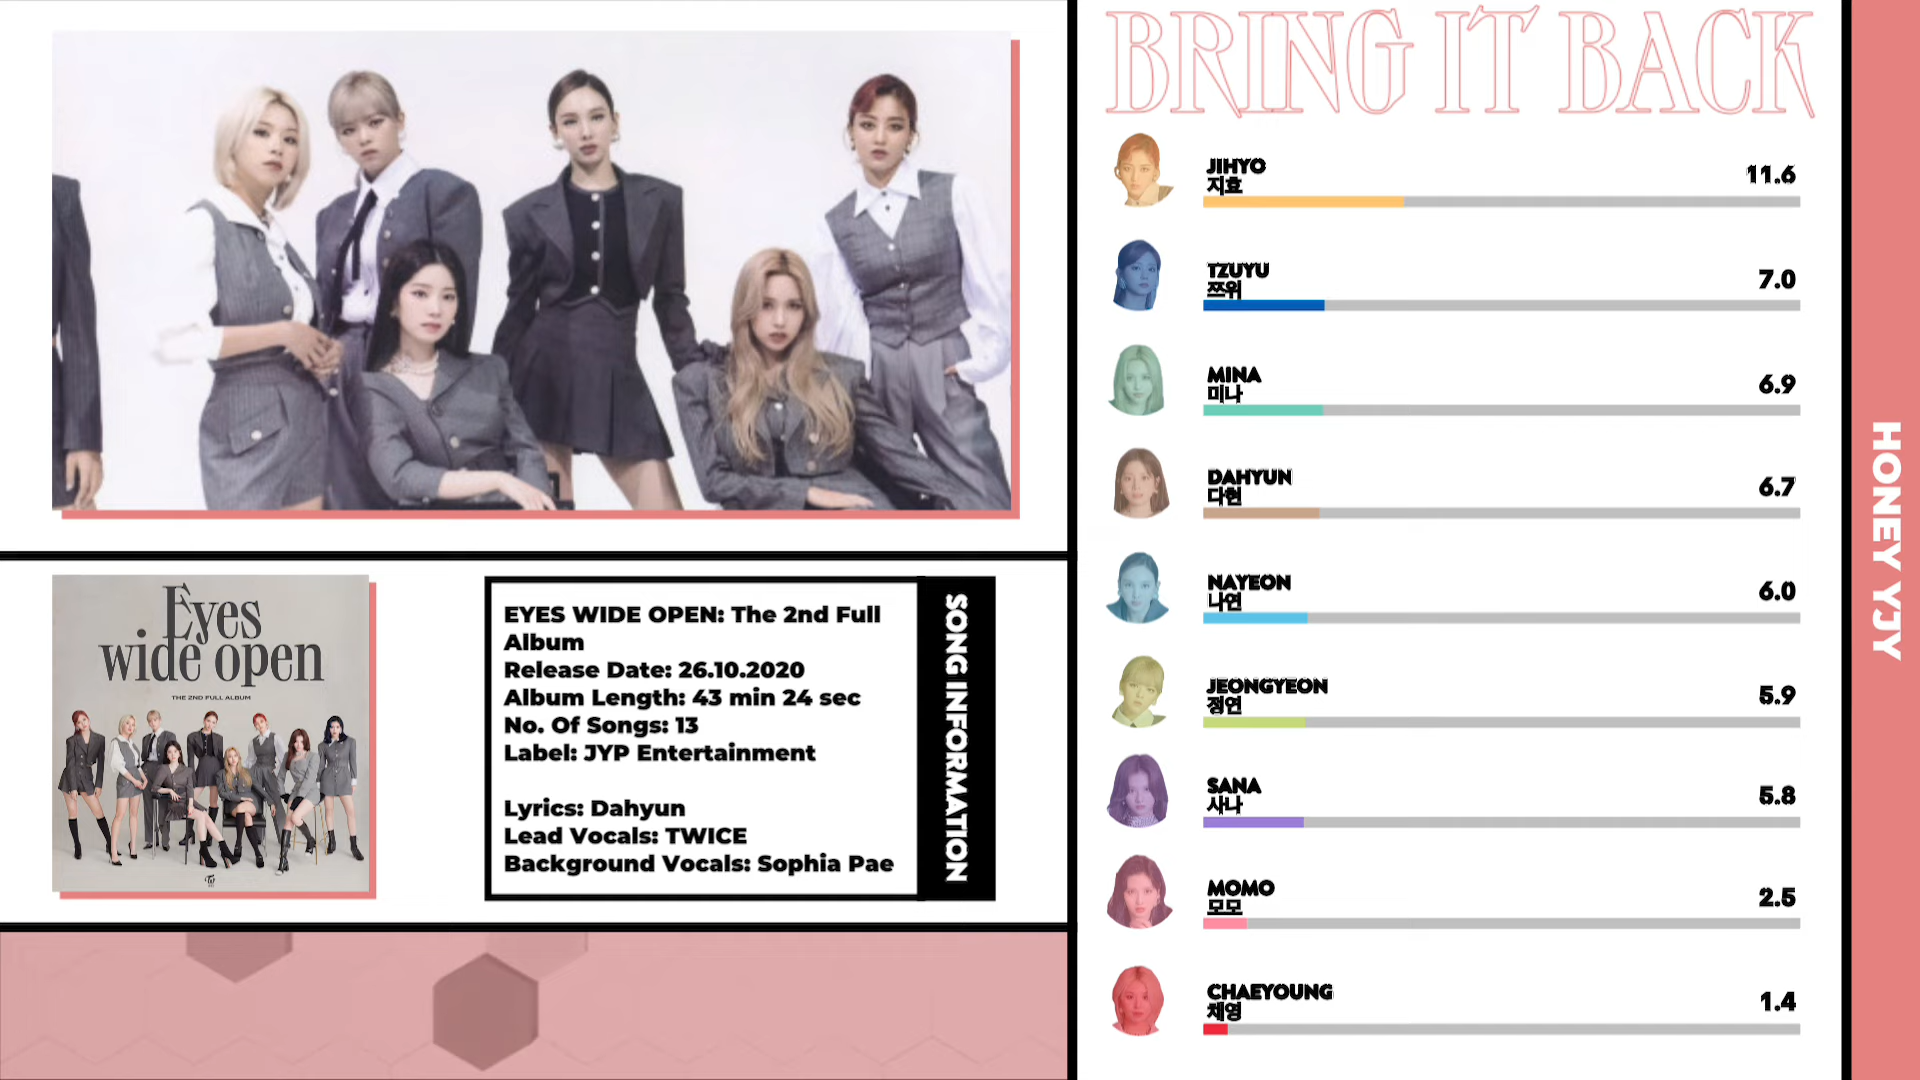 BRING IT BACK
JIHYO
지효
11.6
TZUYU
쯔위
7.0
MINA
미나
6.9
DAHYUN
다현
6.7
NAYEON
나연
6.0
JEONGYEON
정연
5.9
SANA
사나
5.8
MOMO
모모
2.5
CHAEYOUNG
채영
1.4
Eyes
wide open
THE 2ND FULL ALBUM
EYES WIDE OPEN: The 2nd Full
Album
Release Date: 26.10.2020
Album Length: 43 min 24 sec
No. Of Songs: 13
Label: JYP Entertainment
Lyrics: Dahyun
Lead Vocals: TWICE
Background Vocals: Sophia Pae
SONG INFORMATION
HONEY YJY